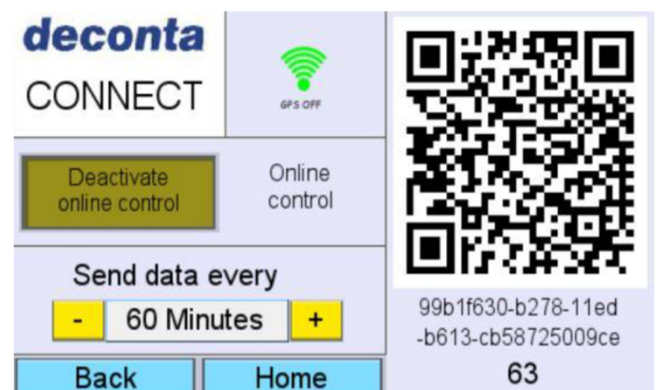 deconta
CONNECT
GPS OFF
Deactivate
online control
Online
control
Send data every
- 60 Minutes +
Back
Home
99b1f630-b278-11ed
-b613-cb58725009ce
63